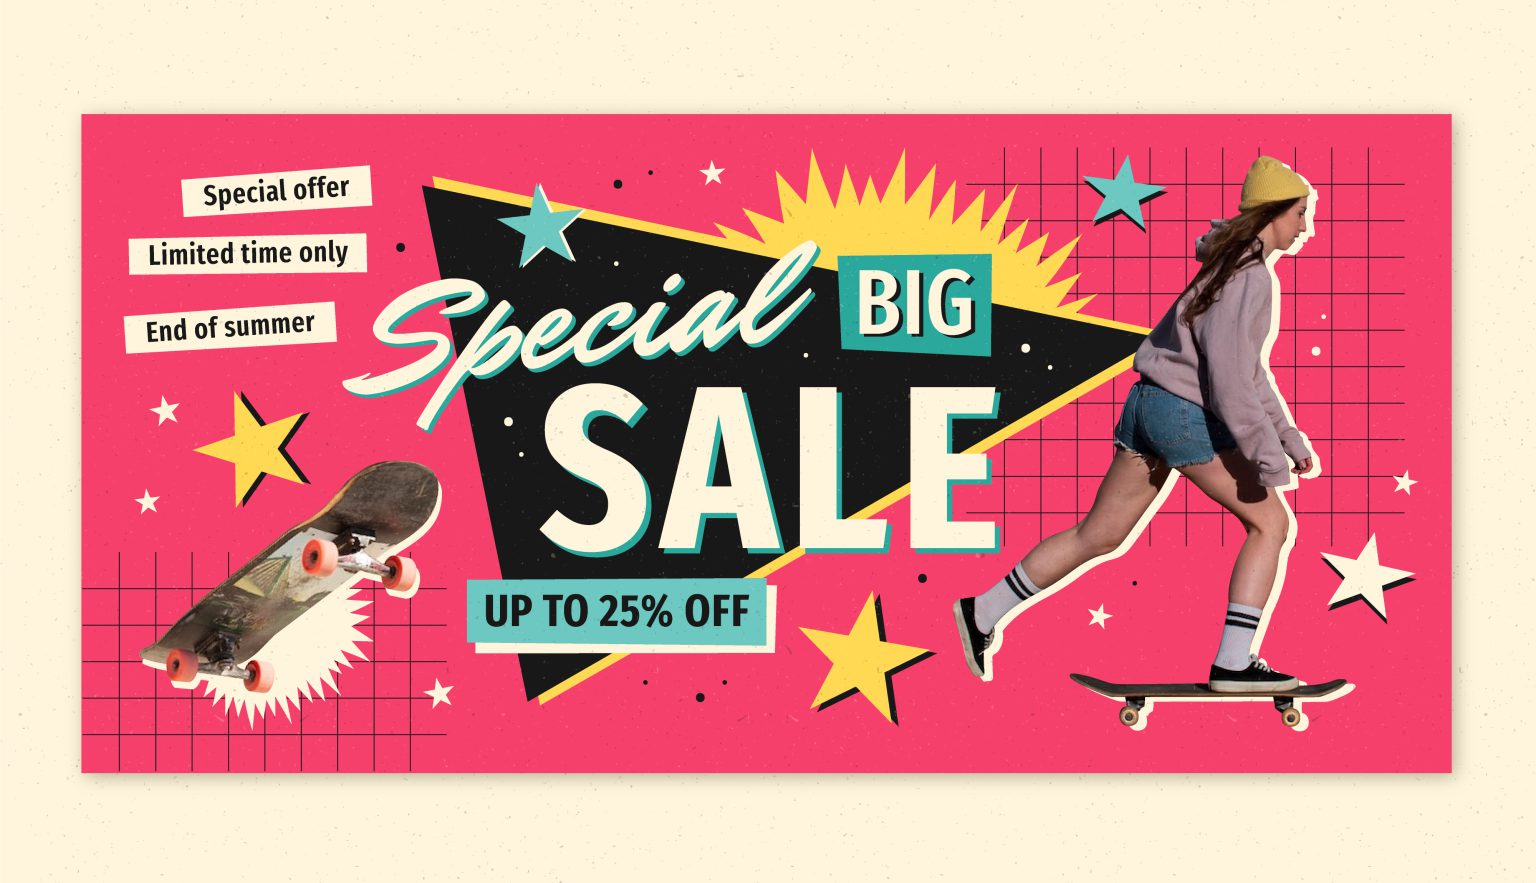 Special offer
Limited time only
End of summer
Special
BIG
SALE
UP TO 25% OFF